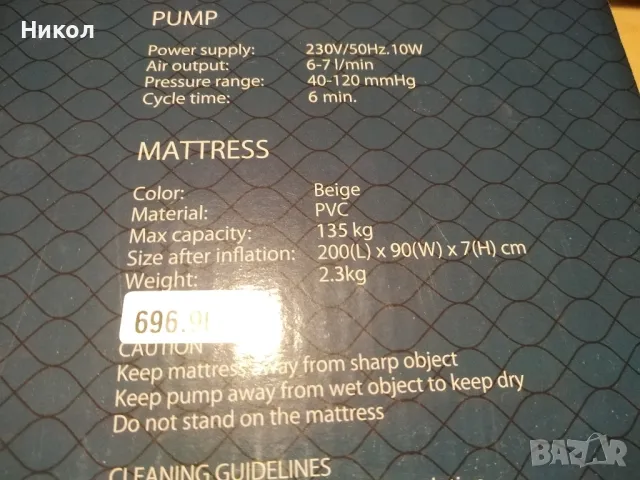 Никол
PUMP
Power supply: 230V/50Hz.10W
Air output: 6-7 l/min
Pressure range: 40-120 mmHg
Cycle time: 6 min.
MATTRESS
Color: Beige
Material: PVC
Max capacity: 135 kg
Size after inflation: 200(L) x 90(W) x 7(H) cm
Weight: 2.3kg
CAUTION
Keep mattress away from sharp object
Keep pump away from wet object to keep dry
Do not stand on the mattress
CLEANING GUIDELINES
BAZAR